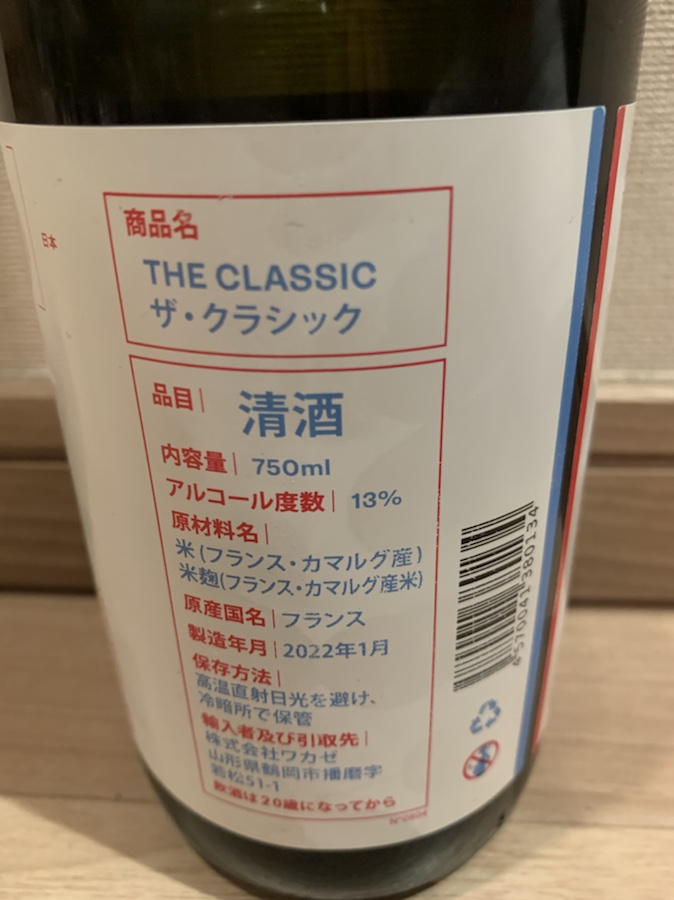 日本
商品名
THE CLASSIC
ザ・クラシック
品目| 清酒
内容量| 750ml
アルコール度数| 13%
原材料名|
米(フランス・カマルグ産)
米麹(フランス・カマルグ産米)
原産国名|フランス
製造年月|2022年1月
保存方法|
高温直射日光を避け、
冷暗所で保管
輸入者及び引取先|
株式会社ワカゼ
山形県鶴岡市播磨字
若松51-1
飲酒は20歳になってから
4570041380134